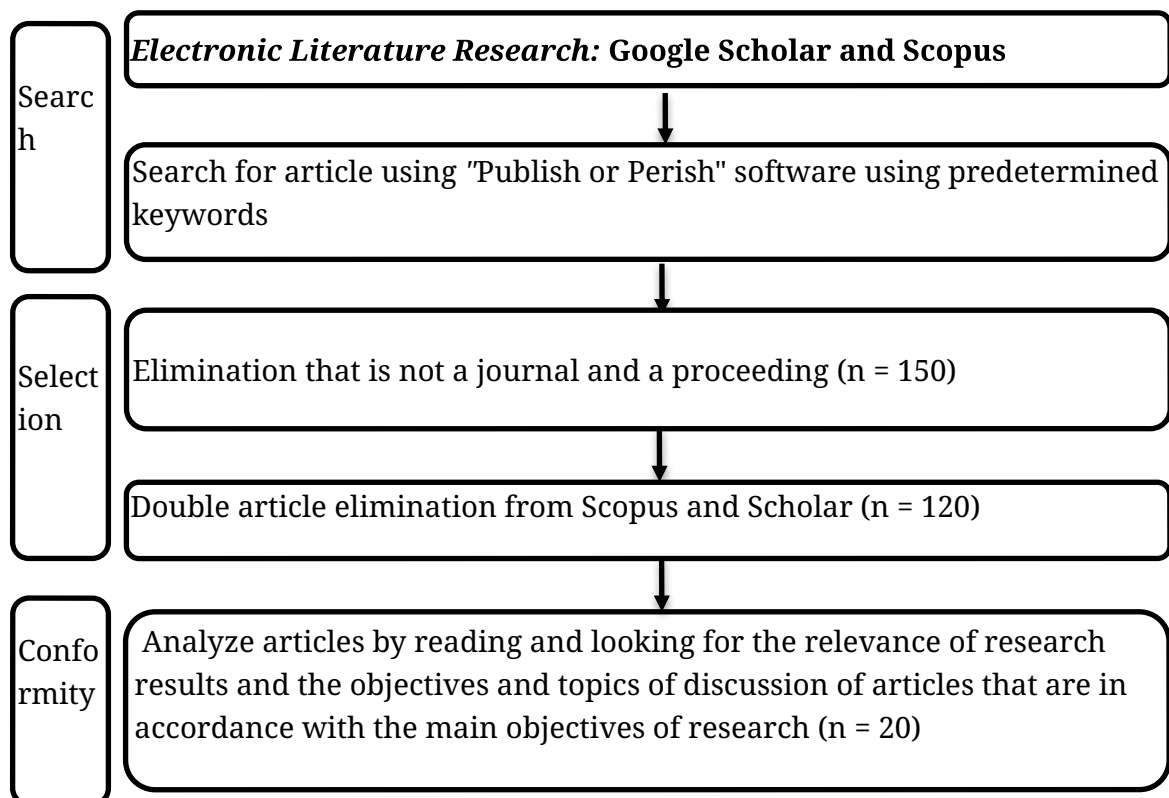 Searc
h
Electronic Literature Research: Google Scholar and Scopus
Search for article using "Publish or Perish" software using predetermined
keywords
Select
ion
Elimination that is not a journal and a proceeding (n = 150)
Double article elimination from Scopus and Scholar (n = 120)
Confo
rmity
Analyze articles by reading and looking for the relevance of research
results and the objectives and topics of discussion of articles that are in
accordance with the main objectives of research (n = 20)